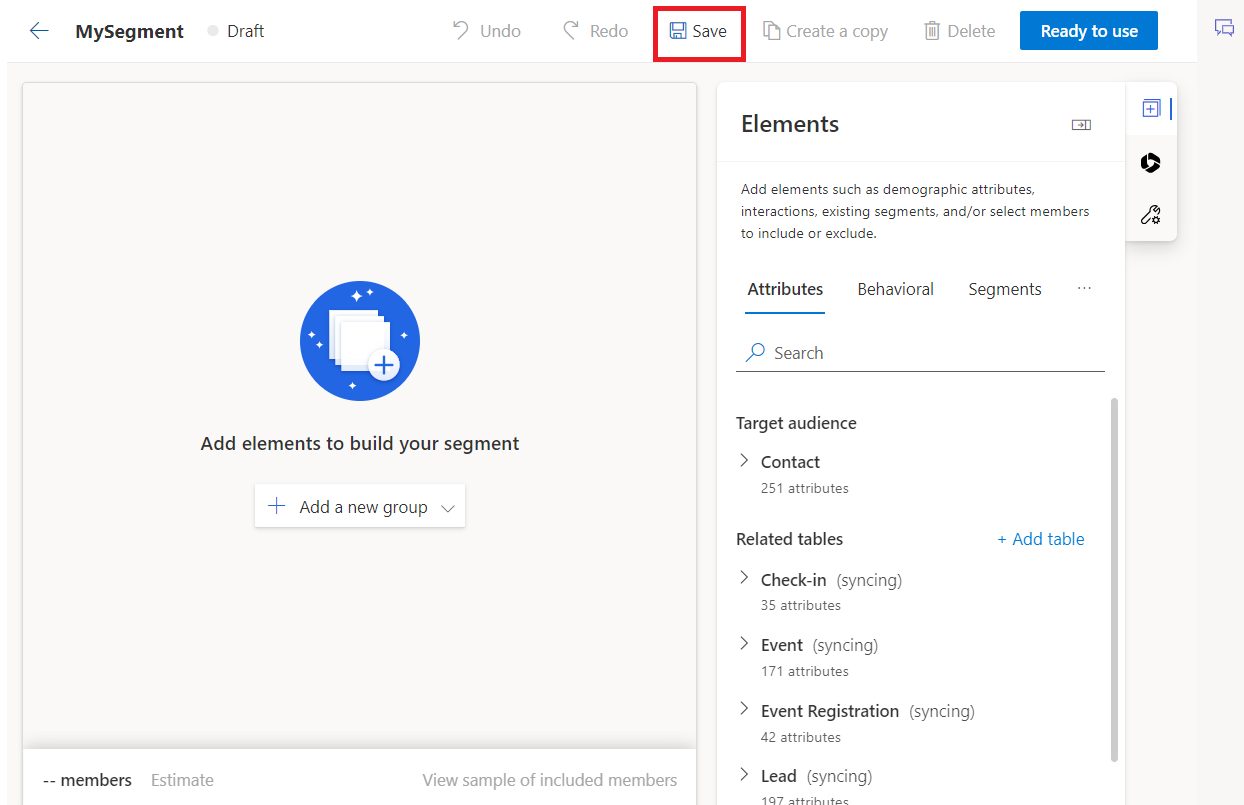 MySegment
Draft
Undo
Redo
Save
Create a copy
Delete
Ready to use
Add elements to build your segment
Add a new group
-- members
Estimate
View sample of included members
Elements
Add elements such as demographic attributes,
interactions, existing segments, and/or select members
to include or exclude.
Attributes
Behavioral
Segments
...
Search
Target audience
Contact
251 attributes
Related tables
+ Add table
Check-in (syncing)
35 attributes
Event (syncing)
171 attributes
Event Registration (syncing)
42 attributes
Lead (syncing)
197 attributes